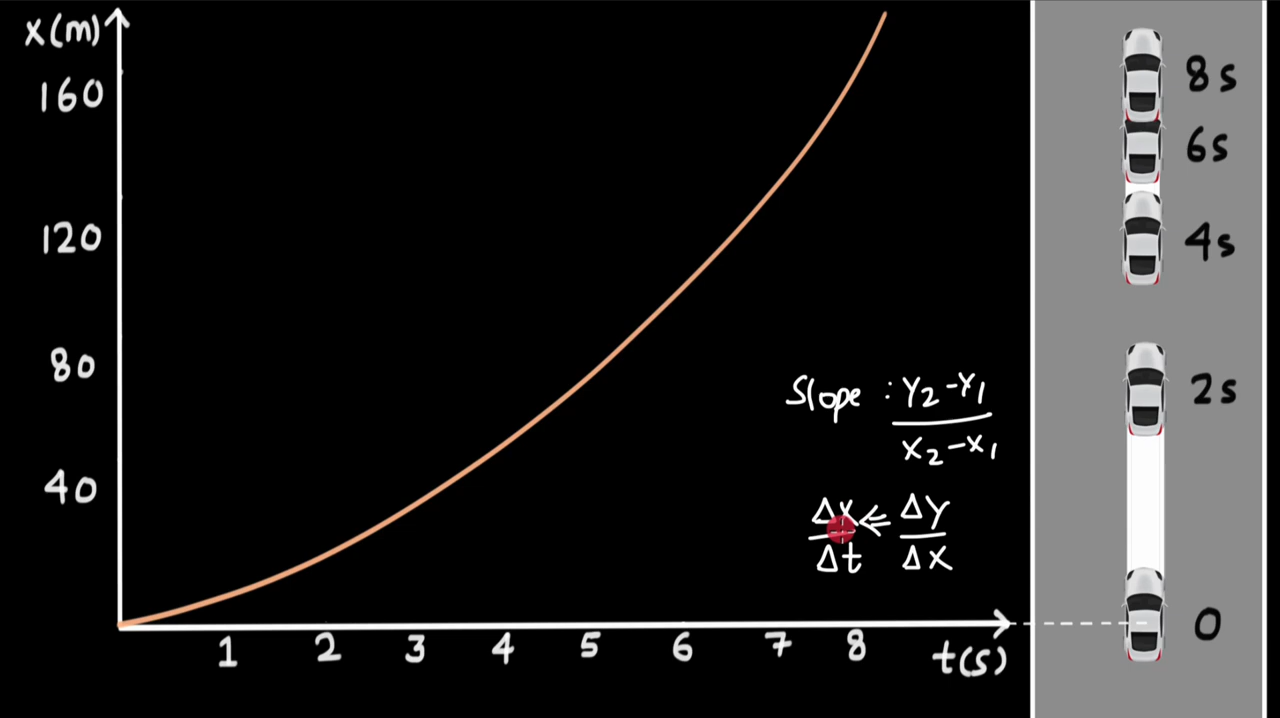 x(m)
160
120
80
40
1 2 3 4 5 6 7 8 t(s)
Slope : Y2-Y1
X2-X1
Δx ⇐ ΔY
Δt ΔX
8s
6s
4s
2s
0